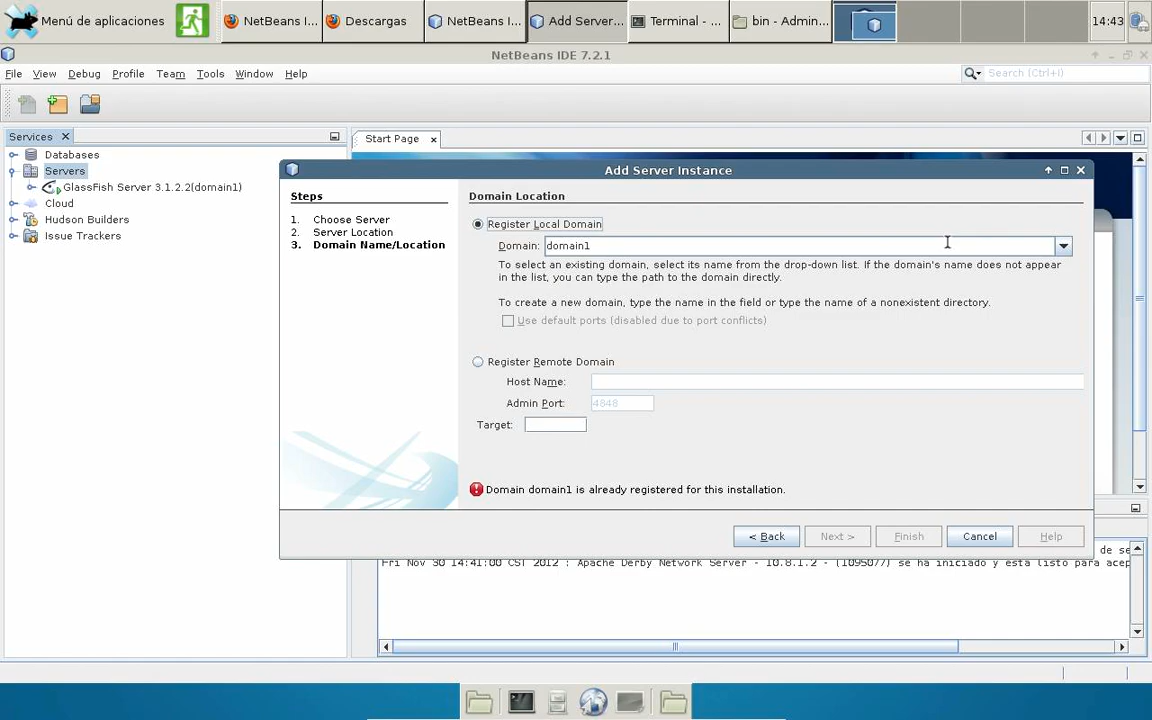 Menú de aplicaciones
NetBeans I...
Descargas
NetBeans I...
Add Server...
Terminal - ...
bin - Admin...
14:43
NetBeans IDE 7.2.1
File View Debug Profile Team Tools Window Help
Search (Ctrl+I)
Services
Start Page
Databases
Servers
GlassFish Server 3.1.2.2(domain1)
Cloud
Hudson Builders
Issue Trackers
Add Server Instance
Steps
1. Choose Server
2. Server Location
3. Domain Name/Location
Domain Location
Register Local Domain
Domain: domain1
To select an existing domain, select its name from the drop-down list. If the domain's name does not appear
in the list, you can type the path to the domain directly.
To create a new domain, type the name in the field or type the name of a nonexistent directory.
Use default ports (disabled due to port conflicts)
Register Remote Domain
Host Name:
Admin Port: 4848
Target:
Domain domain1 is already registered for this installation.
< Back Next > Finish Cancel Help
de se
Fri Nov 30 14:41:00 CST 2012 : Apache Derby Network Server - 10.8.1.2 - (1095077) se ha iniciado y esta listo para acep